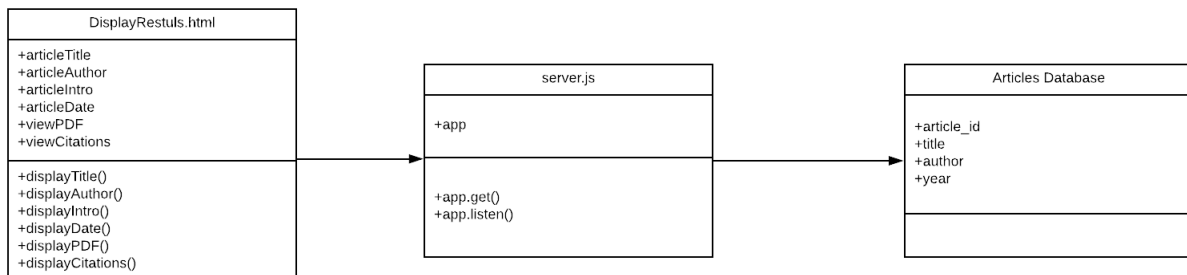 DisplayRestuls.html
+articleTitle
+articleAuthor
+articleIntro
+articleDate
+viewPDF
+viewCitations
+displayTitle()
+displayAuthor()
+displayIntro()
+displayDate()
+displayPDF()
+displayCitations()
server.js
+app
+app.get()
+app.listen()
Articles Database
+article_id
+title
+author
+year